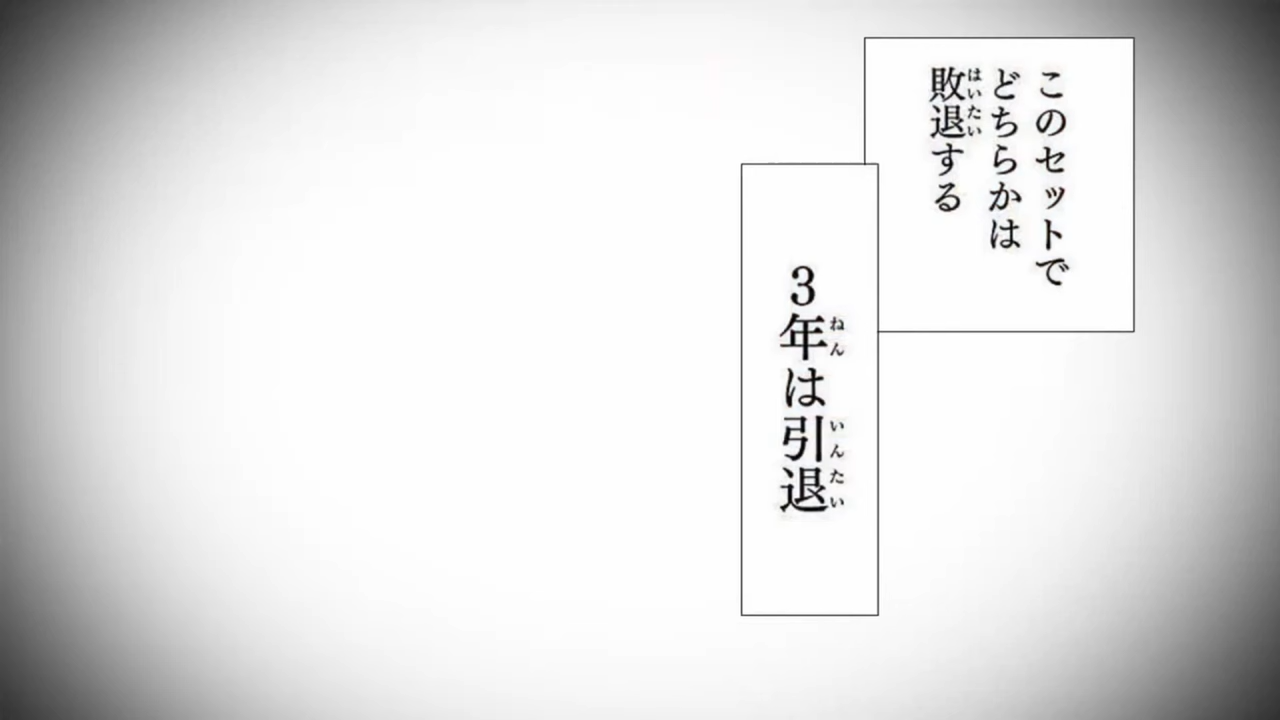 このセットで
どちらかは
敗退する
3年は引退